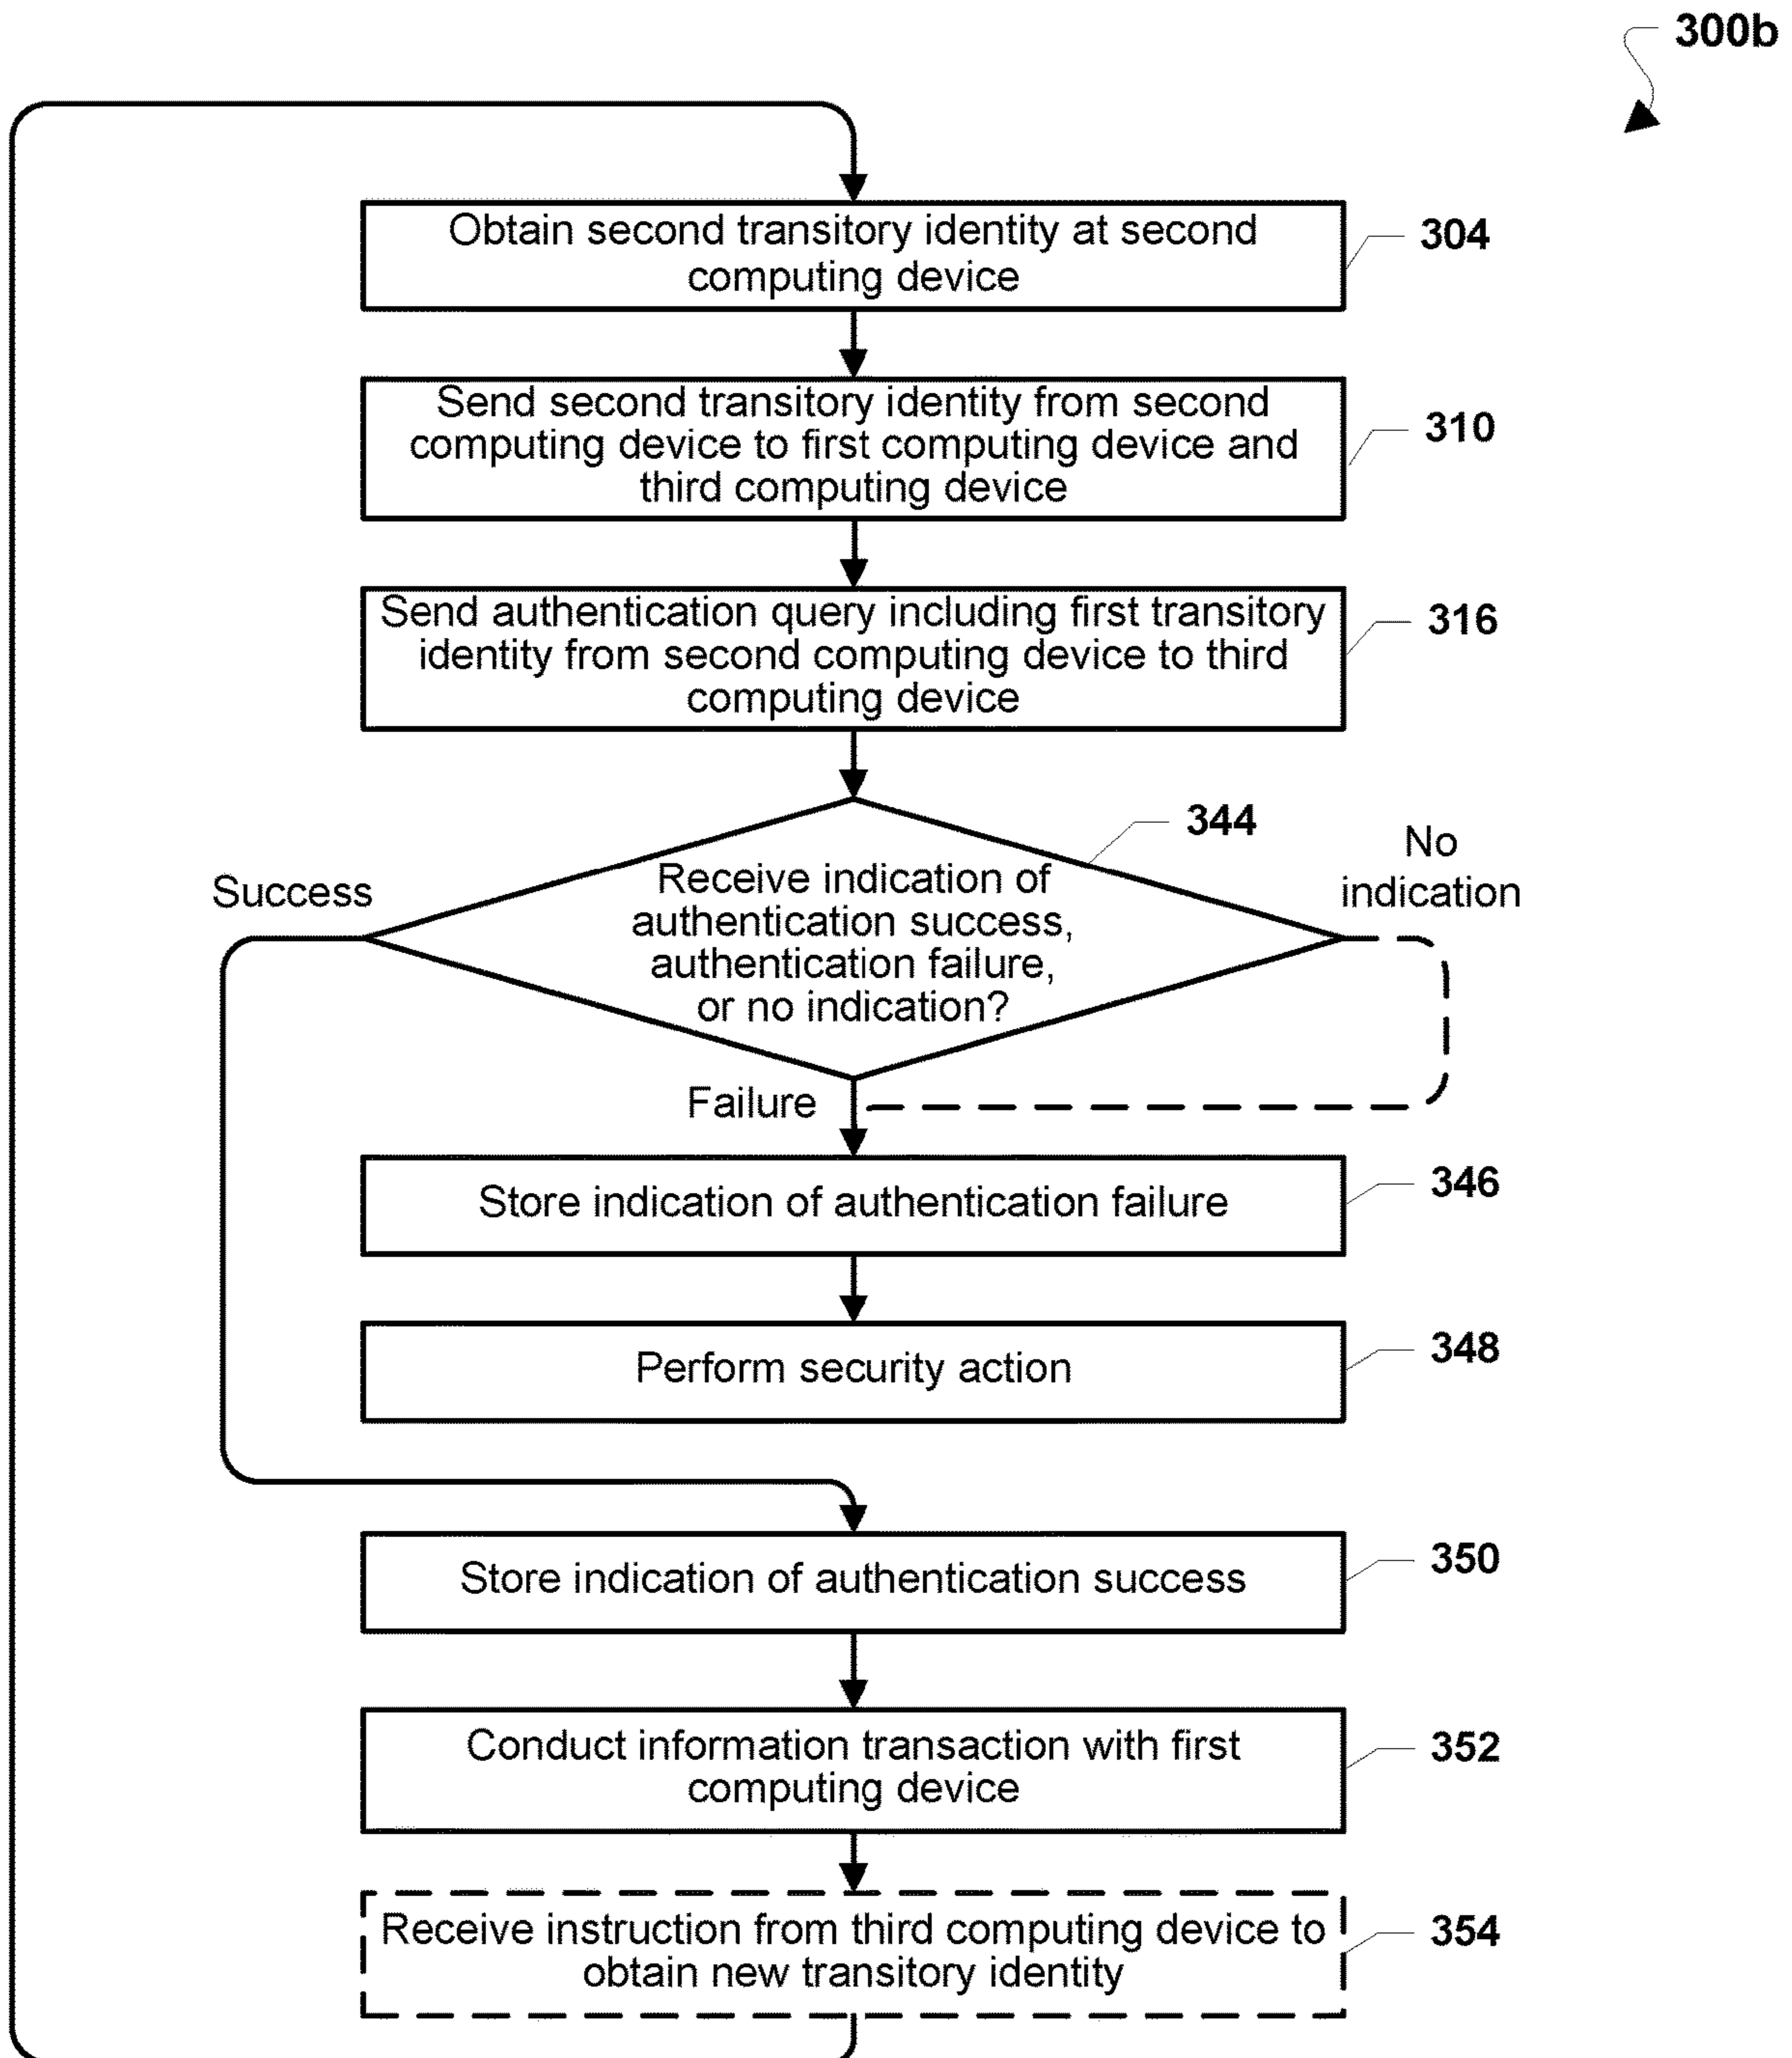 300b
Obtain second transitory identity at second
computing device
304
Send second transitory identity from second
computing device to first computing device and
third computing device
310
Send authentication query including first transitory
identity from second computing device to third
computing device
316
344
No
indication
Success
Receive indication of
authentication success,
authentication failure,
or no indication?
Failure
Store indication of authentication failure
346
Perform security action
348
Store indication of authentication success
350
Conduct information transaction with first
computing device
352
Receive instruction from third computing device to
obtain new transitory identity
354